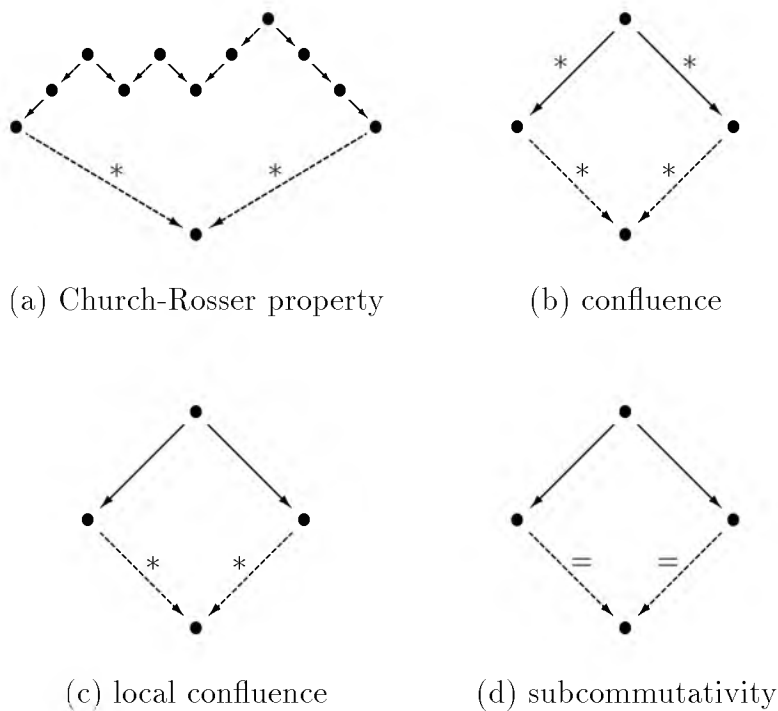 * *
* *
* *
(a) Church-Rosser property (b) confluence
* * = =
(c) local confluence (d) subcommutativity